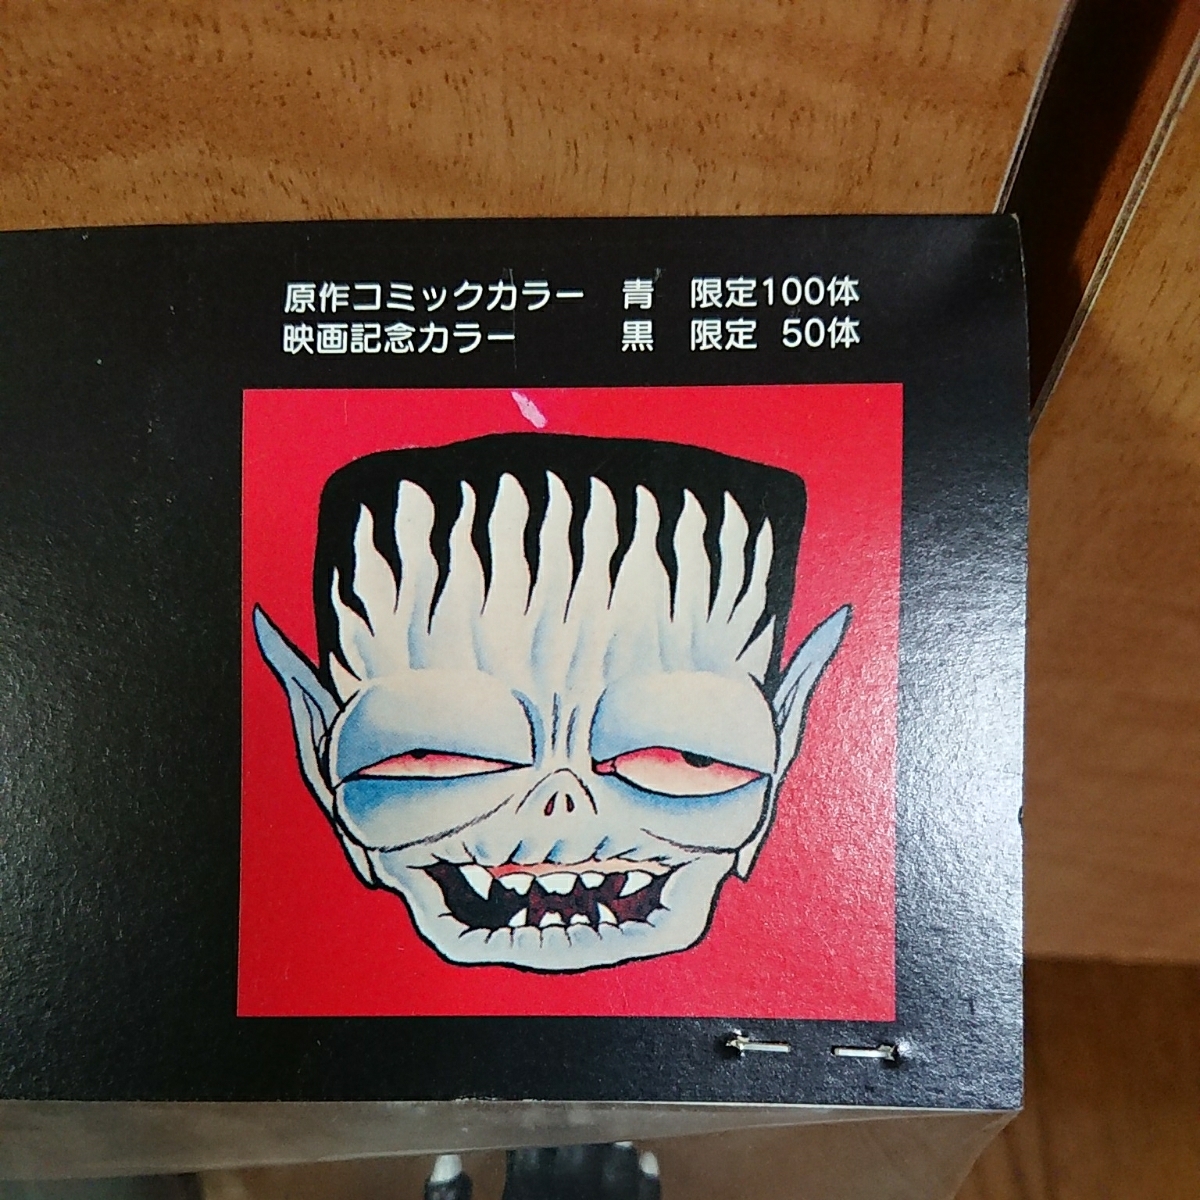 原作コミックカラー 青 限定100体
映画記念カラー 黒 限定 50体